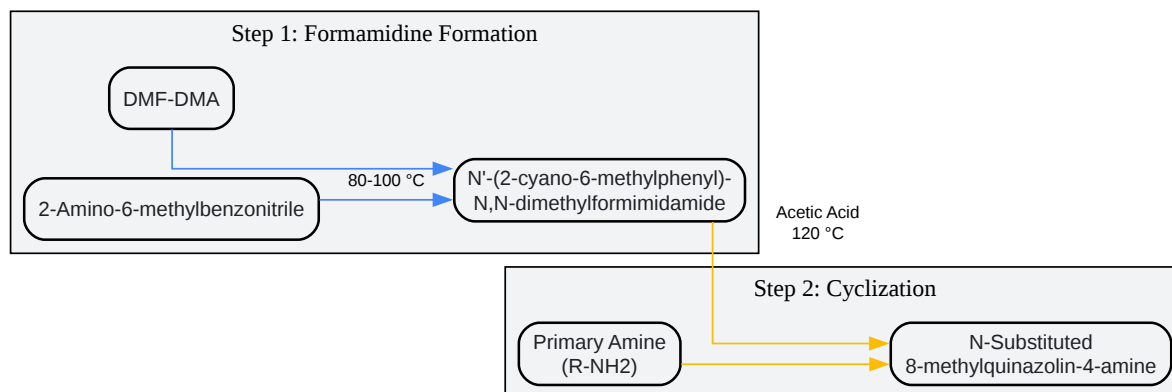 Step 1: Formamidine Formation
DMF-DMA
80-100 °C
2-Amino-6-methylbenzonitrile
N'-(2-cyano-6-methylphenyl)-
N,N-dimethylformimidamide
Acetic Acid
120 °C
Step 2: Cyclization
Primary Amine
(R-NH2)
N-Substituted
8-methylquinazolin-4-amine